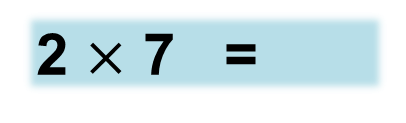 2 × 7 =